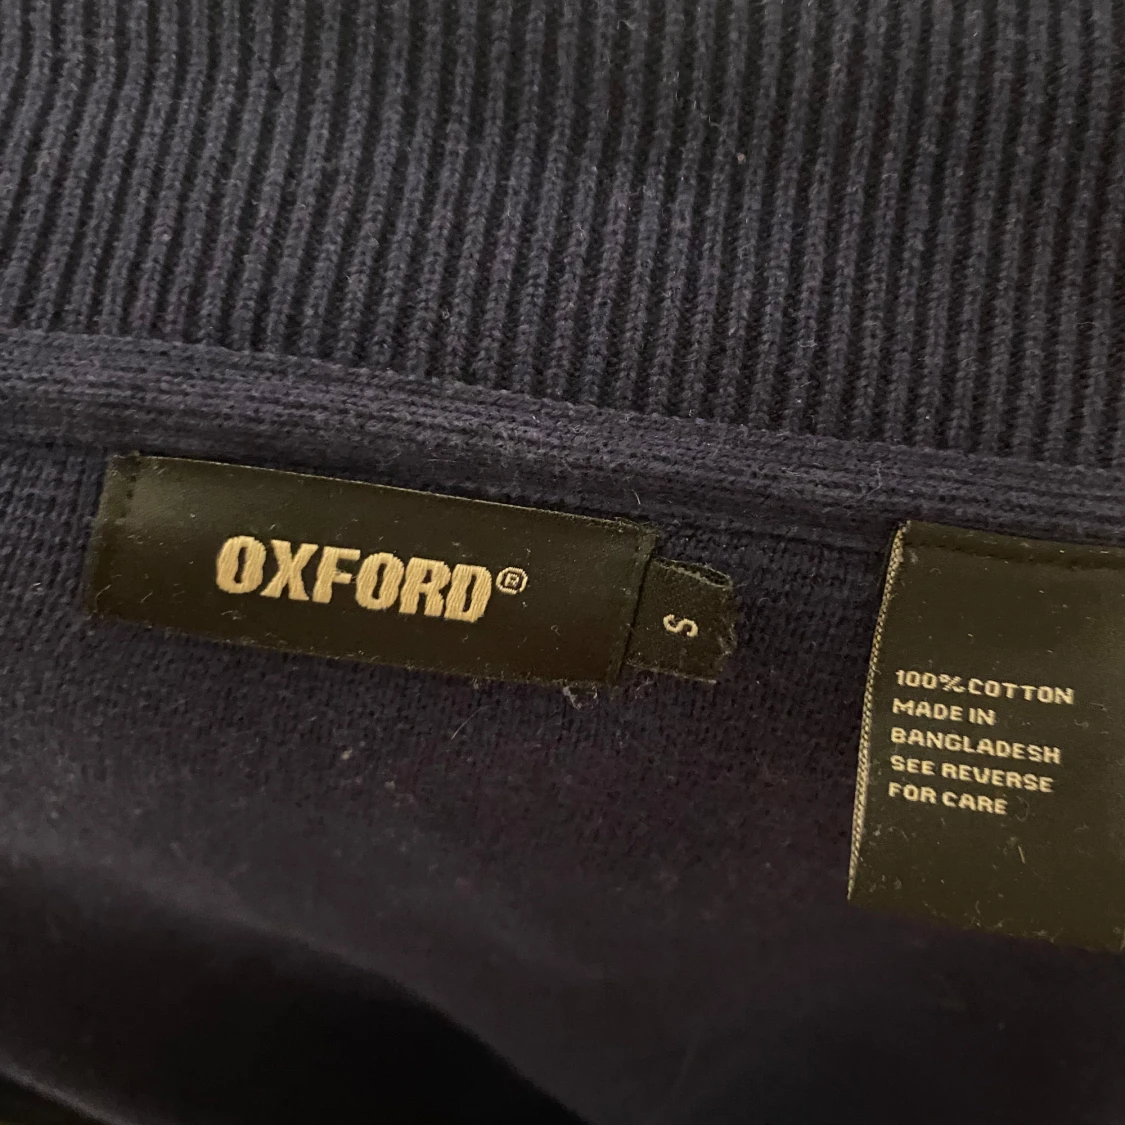 OXFORD®
S
100% COTTON
MADE IN
BANGLADESH
SEE REVERSE
FOR CARE